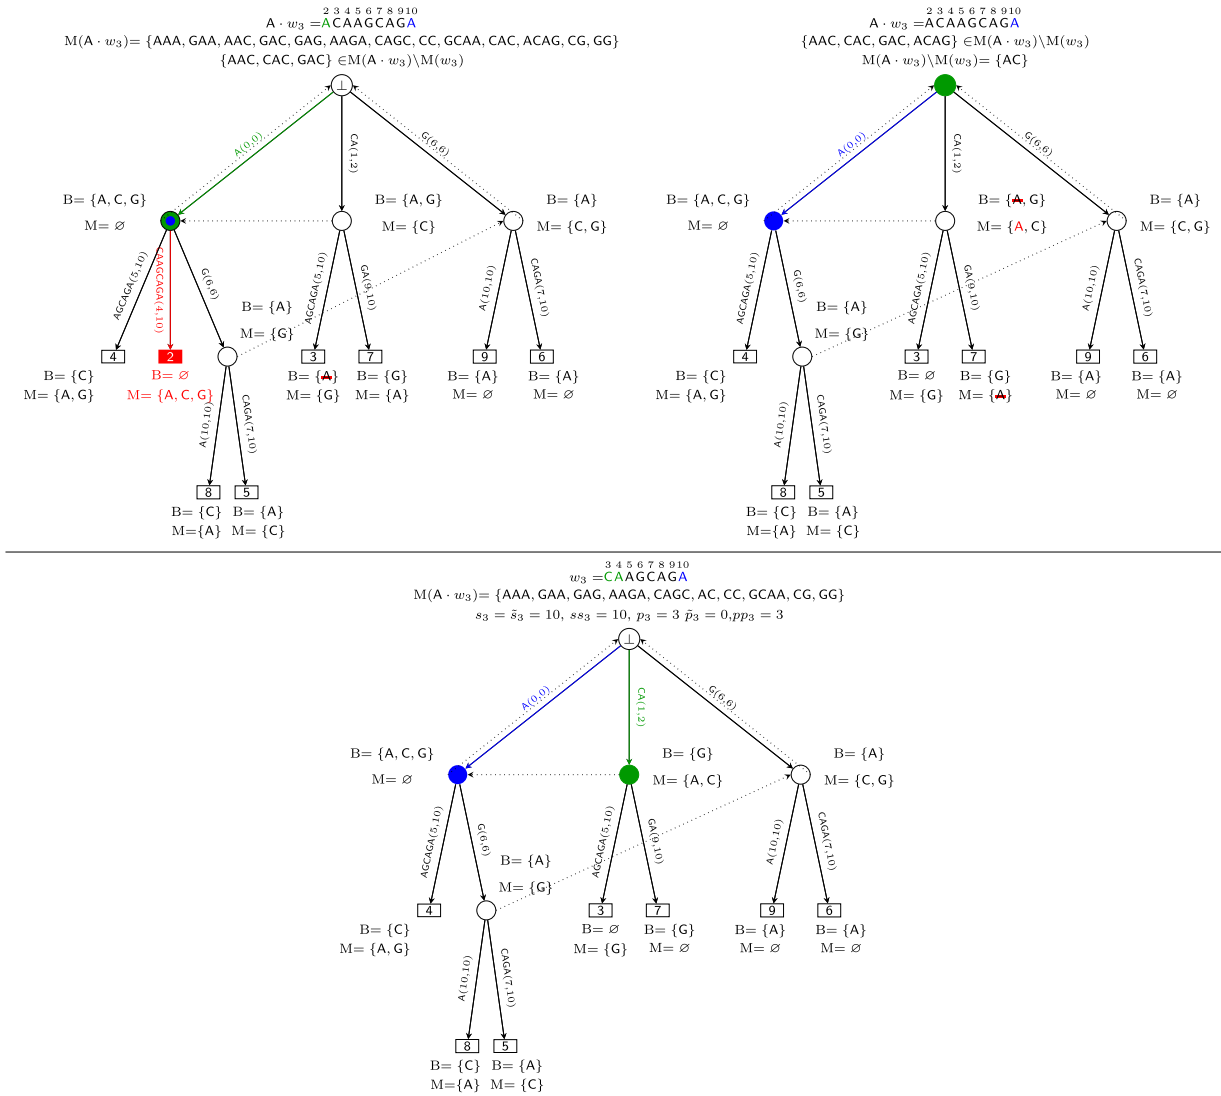 2 3 4 5 6 7 8 9 10
A · w₃ =ACAAGCAGA
M(A · w₃)= {AAA, GAA, AAC, GAC, GAG, AAGA, CAGC, CC, GCAA, CAC, ACAG, CG, GG}
{AAC, CAC, GAC} ∈M(A · w₃)\M(w₃)
⊥
A(0,0)
CA(1,2)
G(6,6)
B= {A, C, G}
M= ∅
B= {A, G}
M= {C}
B= {A}
M= {C, G}
AGCAGA(5,10)
CAAGCAGA(4,10)
G(6,6)
AGCAGA(5,10)
GA(9,10)
A(10,10)
CAGA(7,10)
B= {A}
M= {G}
4
2
3
7
9
6
B= {C}
M= {A, G}
B= ∅
M= {A, C, G}
B= {A}
M= {G}
B= {G}
M= {A}
B= {A}
M= ∅
B= {A}
M= ∅
A(10,10)
CAGA(7,10)
8
5
B= {C}
M={A}
B= {A}
M= {C}
2 3 4 5 6 7 8 9 10
A · w₃ =ACAAGCAGA
{AAC, CAC, GAC, ACAG} ∈M(A · w₃)\M(w₃)
M(A · w₃)\M(w₃)= {AC}
A(0,0)
CA(1,2)
G(6,6)
B= {A, C, G}
M= ∅
B= {A, G}
M= {A, C}
B= {A}
M= {C, G}
AGCAGA(5,10)
G(6,6)
AGCAGA(5,10)
GA(9,10)
A(10,10)
CAGA(7,10)
B= {A}
M= {G}
4
3
7
9
6
B= {C}
M= {A, G}
B= ∅
M= {G}
B= {G}
M= {A}
B= {A}
M= ∅
B= {A}
M= ∅
A(10,10)
CAGA(7,10)
8
5
B= {C}
M={A}
B= {A}
M= {C}
3 4 5 6 7 8 9 10
w₃ =CAAGCAGA
M(A · w₃)= {AAA, GAA, GAG, AAGA, CAGC, AC, CC, GCAA, CG, GG}
s₃ = s̃₃ = 10, ss₃ = 10, p₃ = 3 p̃₃ = 0,pp₃ = 3
⊥
A(0,0)
CA(1,2)
G(6,6)
B= {A, C, G}
M= ∅
B= {G}
M= {A, C}
B= {A}
M= {C, G}
AGCAGA(5,10)
G(6,6)
AGCAGA(5,10)
GA(9,10)
A(10,10)
CAGA(7,10)
B= {A}
M= {G}
4
3
7
9
6
B= {C}
M= {A, G}
B= ∅
M= {G}
B= {G}
M= ∅
B= {A}
M= ∅
B= {A}
M= ∅
A(10,10)
CAGA(7,10)
8
5
B= {C}
M={A}
B= {A}
M= {C}